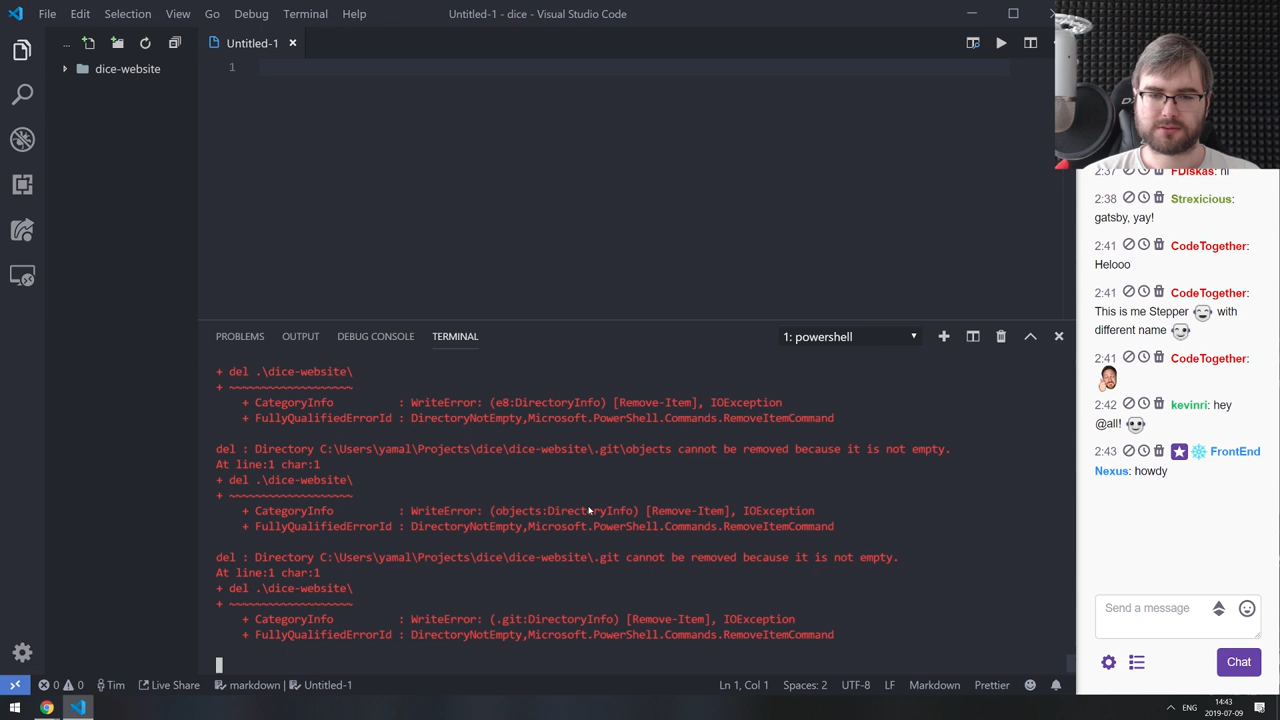 File Edit Selection View Go Debug Terminal Help
Untitled-1 - dice - Visual Studio Code
...
Untitled-1
dice-website
1
PROBLEMS OUTPUT DEBUG CONSOLE TERMINAL
1: powershell
+ del .\dice-website\
+ ~~~~~~~~~~~~~~~~~~~
+ CategoryInfo : WriteError: (e8:DirectoryInfo) [Remove-Item], IOException
+ FullyQualifiedErrorId : DirectoryNotEmpty,Microsoft.PowerShell.Commands.RemoveItemCommand
del : Directory C:\Users\yamal\Projects\dice\dice-website\.git\objects cannot be removed because it is not empty.
At line:1 char:1
+ del .\dice-website\
+ ~~~~~~~~~~~~~~~~~~~
+ CategoryInfo : WriteError: (objects:DirectoryInfo) [Remove-Item], IOException
+ FullyQualifiedErrorId : DirectoryNotEmpty,Microsoft.PowerShell.Commands.RemoveItemCommand
del : Directory C:\Users\yamal\Projects\dice\dice-website\.git cannot be removed because it is not empty.
At line:1 char:1
+ del .\dice-website\
+ ~~~~~~~~~~~~~~~~~~~
+ CategoryInfo : WriteError: (.git:DirectoryInfo) [Remove-Item], IOException
+ FullyQualifiedErrorId : DirectoryNotEmpty,Microsoft.PowerShell.Commands.RemoveItemCommand
0 0 Tim Live Share markdown | Untitled-1
Ln 1, Col 1 Spaces: 2 UTF-8 LF Markdown Prettier
2:37 FDiskas: hi
2:38 Strexicious:
gatsby, yay!
2:41 CodeTogether:
Helooo
2:41 CodeTogether:
This is me Stepper with
different name
2:41 CodeTogether:
2:42 kevinri: hey
@all!
2:43 FrontEnd
Nexus: howdy
Send a message
Chat
ENG
14:43
2019-07-09